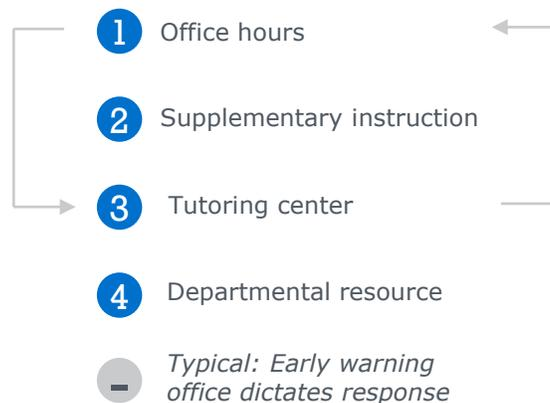 1 Office hours
2 Supplementary instruction
3 Tutoring center
4 Departmental resource
– Typical: Early warning
office dictates response